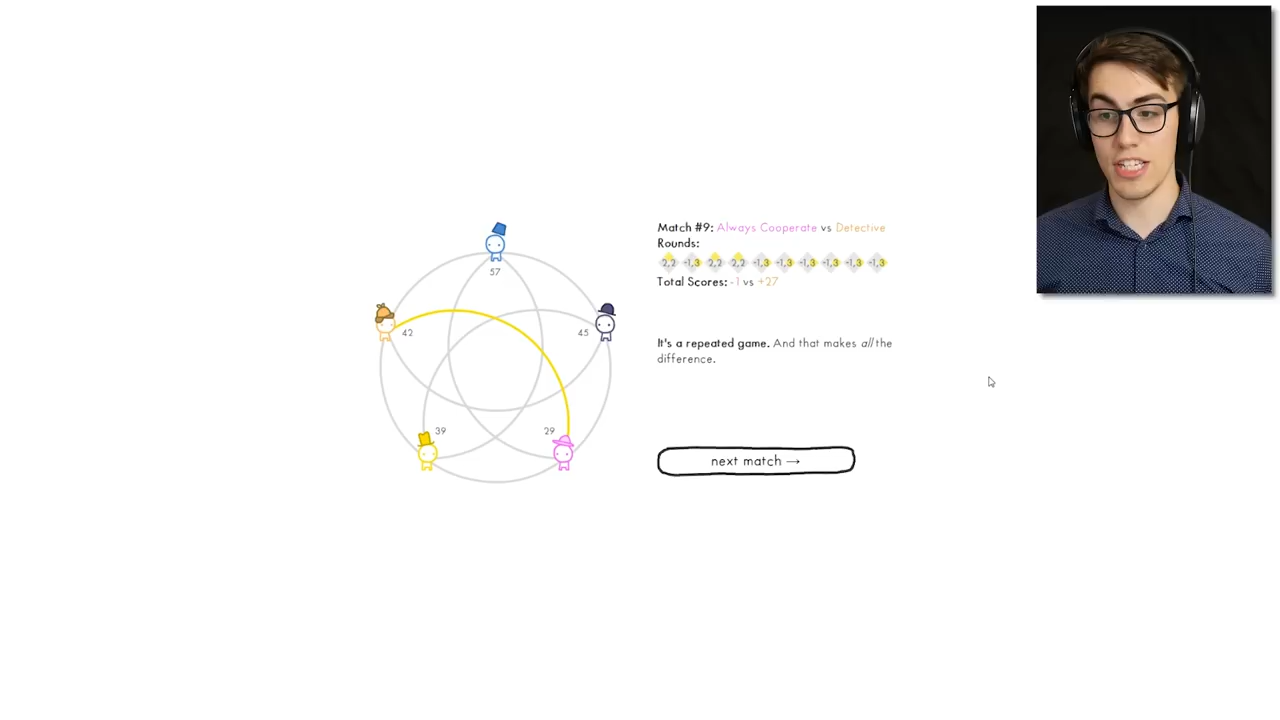 Match #9: Always Cooperate vs Detective
Rounds:
2,2 -1,3 2,2 2,2 -1,3 -1,3 -1,3 -1,3 -1,3 -1,3
Total Scores: -1 vs +27
57
42
45
It's a repeated game. And that makes all the
difference.
39
29
next match →